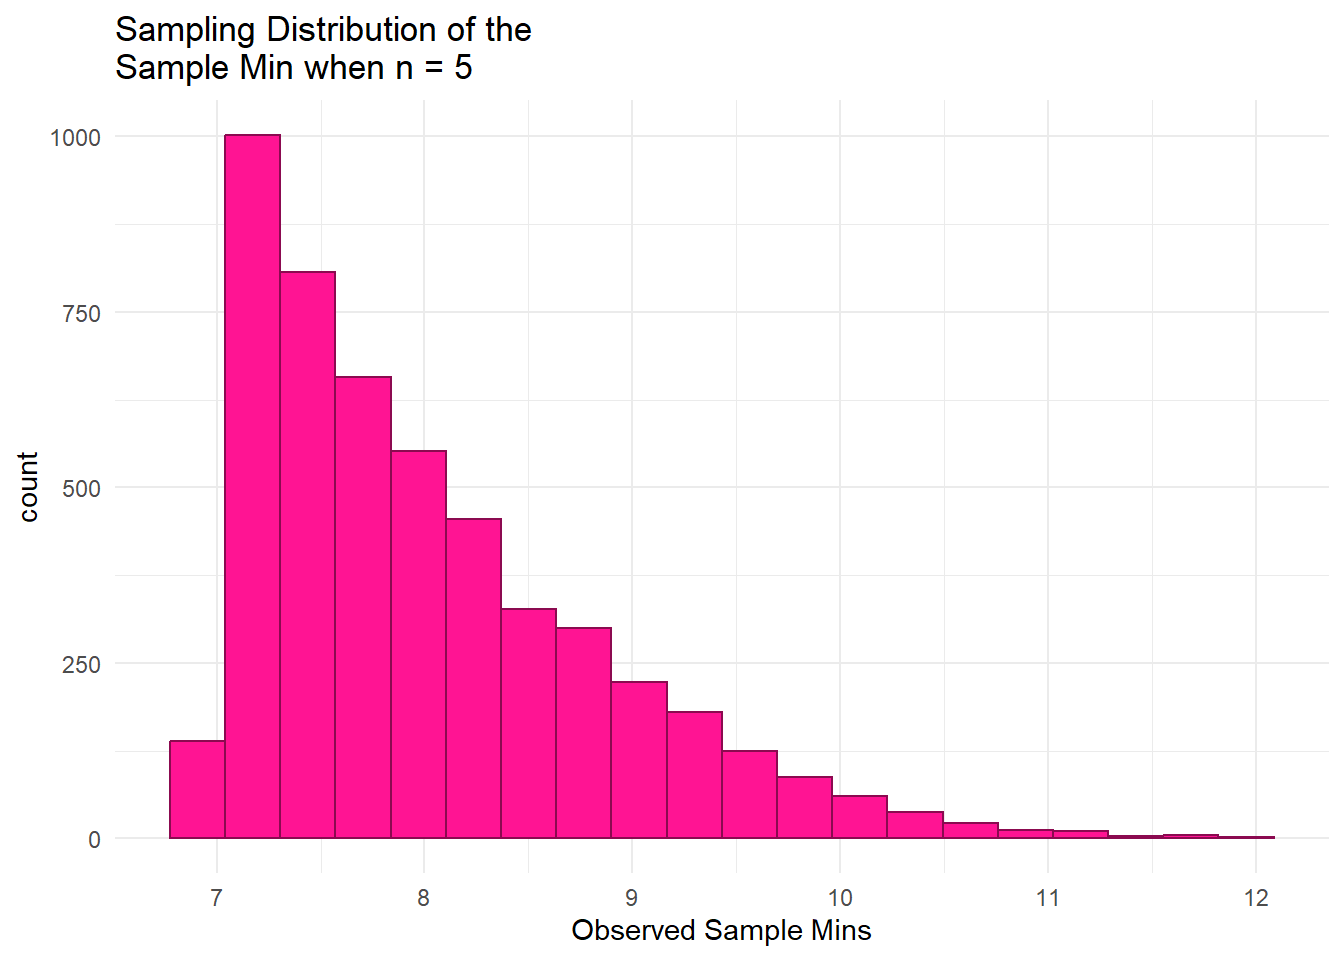 Sampling Distribution of the
Sample Min when n = 5
1000
750
500
250
0
count
7 8 9 10 11 12
Observed Sample Mins